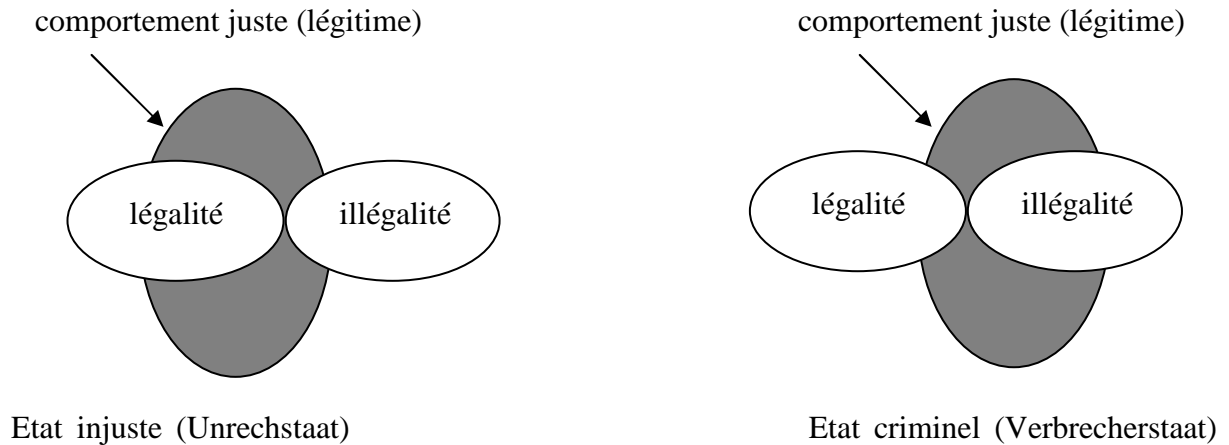 comportement juste (légitime)
légalité
illégalité
Etat injuste (Unrechstaat)
comportement juste (légitime)
légalité
illégalité
Etat criminel (Verbrecherstaat)